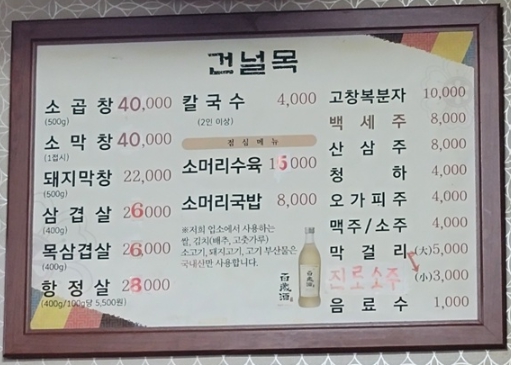 건널목
소곱창 40,000
(500g)
소막창 40,000
(1접시)
돼지막창 22,000
(500g)
삼겹살 26000
(400g)
목삼겹살 26,000
(400g)
항정살 28000
(400g/100g당 5,500원)
칼국수 4,000
(2인 이상)
점심메뉴
소머리수육 15000
소머리국밥 8,000
※저희 업소에서 사용하는
쌀, 김치(배추, 고춧가루)
소고기, 돼지고기, 고기 부산물은
국내산만 사용합니다.
百歲酒
고창복분자 10,000
백세주 8,000
산삼주 8,000
청하 4,000
오가피주 4,000
맥주/소주 4,000
막걸리 (大)5,000
진로소주 (小)3,000
음료수 1,000